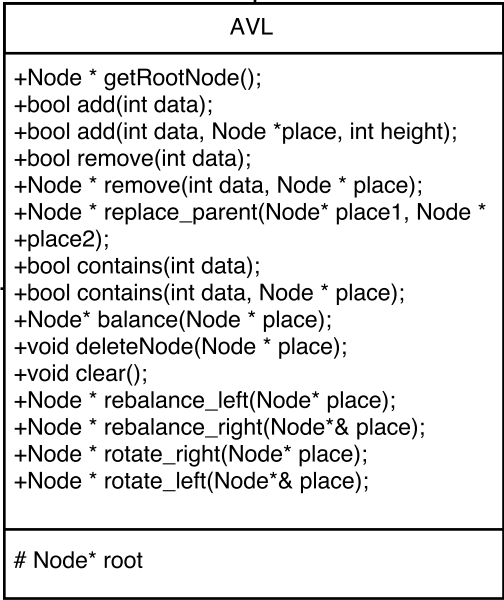 AVL
+Node * getRootNode();
+bool add(int data);
+bool add(int data, Node *place, int height);
+bool remove(int data);
+Node * remove(int data, Node * place);
+Node * replace_parent(Node* place1, Node *
+place2);
+bool contains(int data);
+bool contains(int data, Node * place);
+Node* balance(Node * place);
+void deleteNode(Node * place);
+void clear();
+Node * rebalance_left(Node* place);
+Node * rebalance_right(Node*& place);
+Node * rotate_right(Node* place);
+Node * rotate_left(Node*& place);
# Node* root